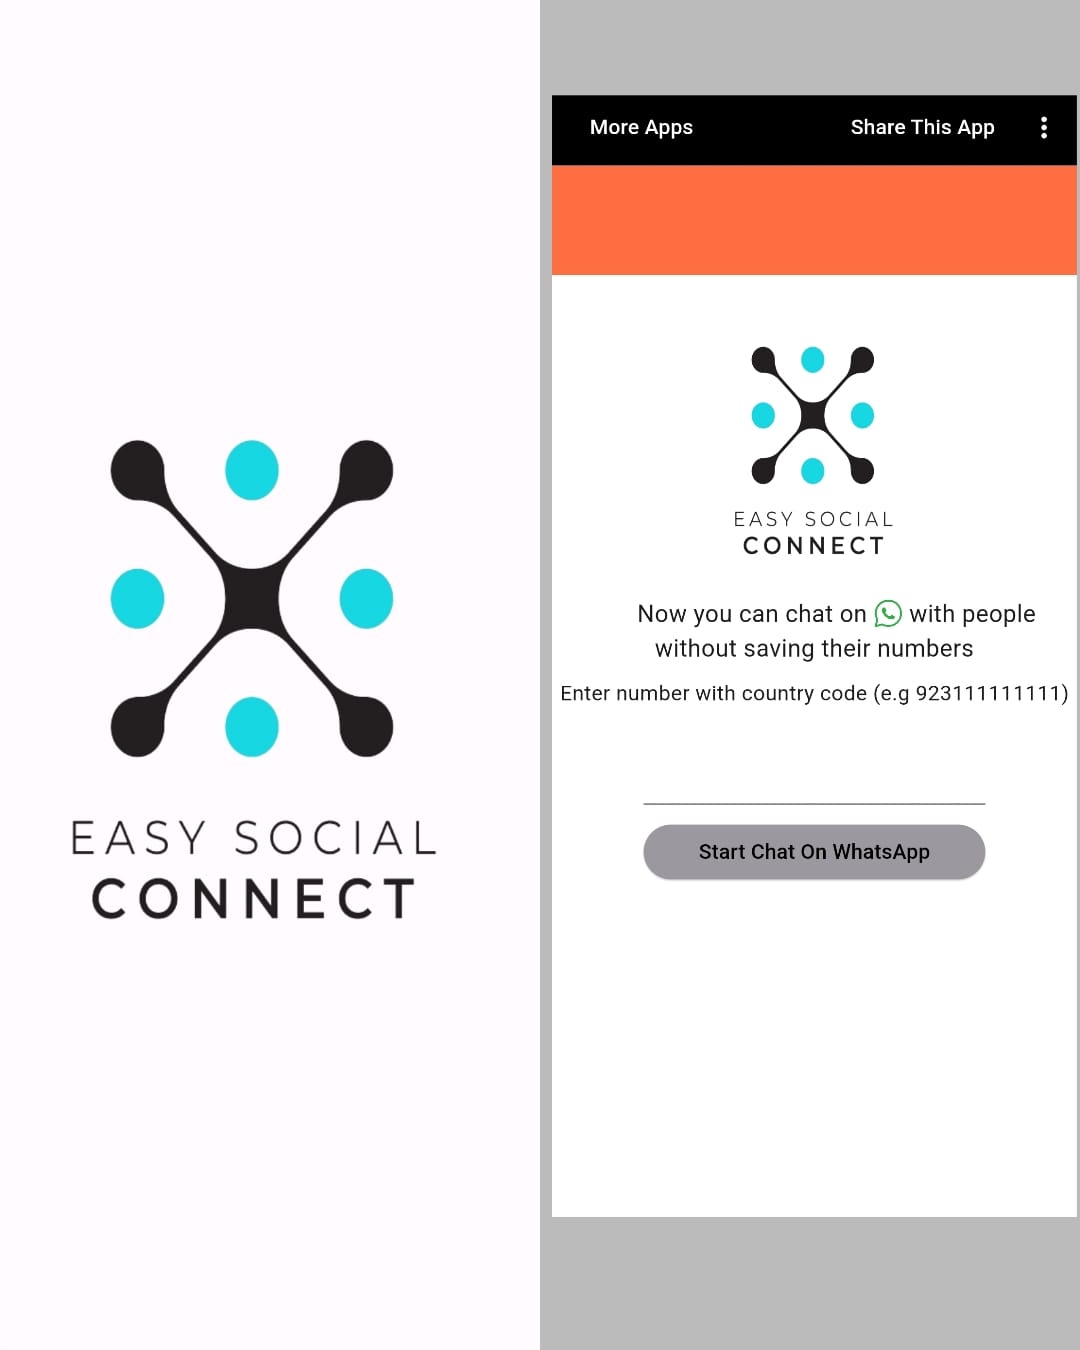 EASY SOCIAL
CONNECT
More Apps
Share This App
EASY SOCIAL
CONNECT
Now you can chat on with people
without saving their numbers
Enter number with country code (e.g 923111111111)
Start Chat On WhatsApp